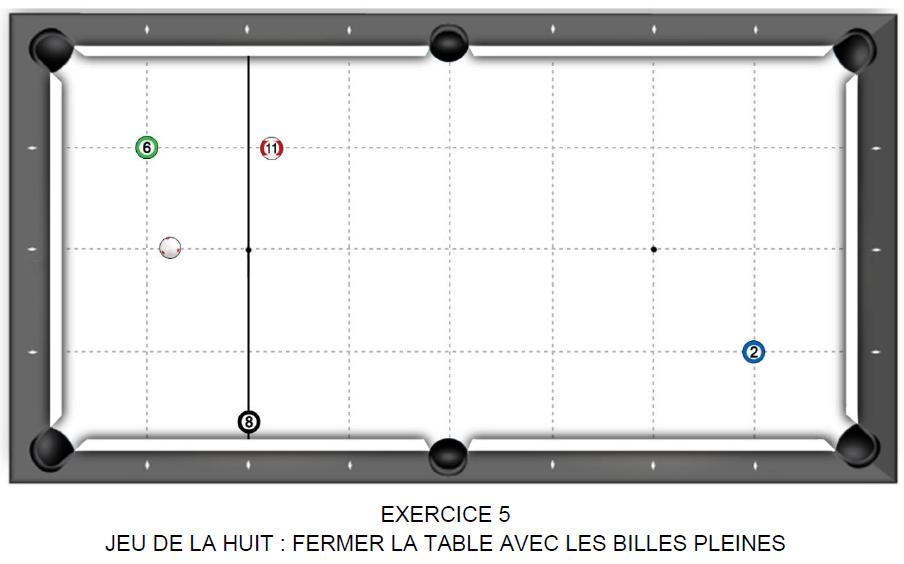 6
11
2
8
EXERCICE 5
JEU DE LA HUIT : FERMER LA TABLE AVEC LES BILLES PLEINES